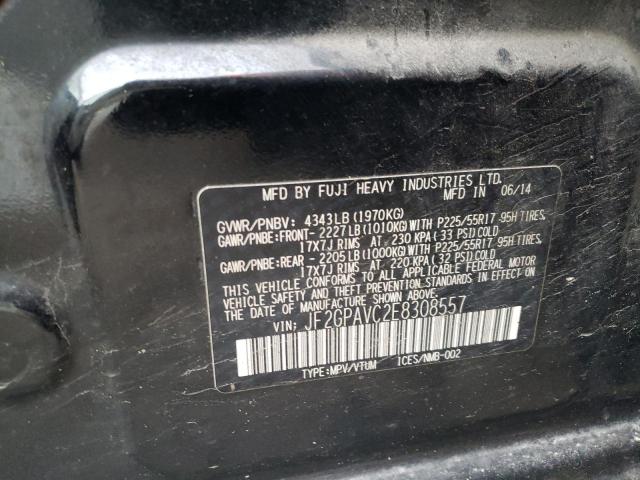 MFD BY FUJI HEAVY INDUSTRIES LTD.
MFD IN 06/14
GVWR/PNBV: 4343LB (1970KG)
GAWR/PNBE:FRONT- 2227LB(1010KG)WITH P225/55R17 95H TIRES,
17X7J RIMS AT 230 KPA(33 PSI)COLD
GAWR/PNBE:REAR - 2205LB(1000KG)WITH P225/55R17 95H TIRES,
17X7J RIMS AT 220 KPA(32 PSI)COLD
THIS VEHICLE CONFORMS TO ALL APPLICABLE FEDERAL MOTOR
VEHICLE SAFETY AND THEFT PREVENTION STANDARDS IN EFFECT ON
THE DATE OF MANUFACTURE SHOWN ABOVE.
VIN: JF2GPAVC2E8308557
TYPE:MPV/VTUM ICES/NMB-002